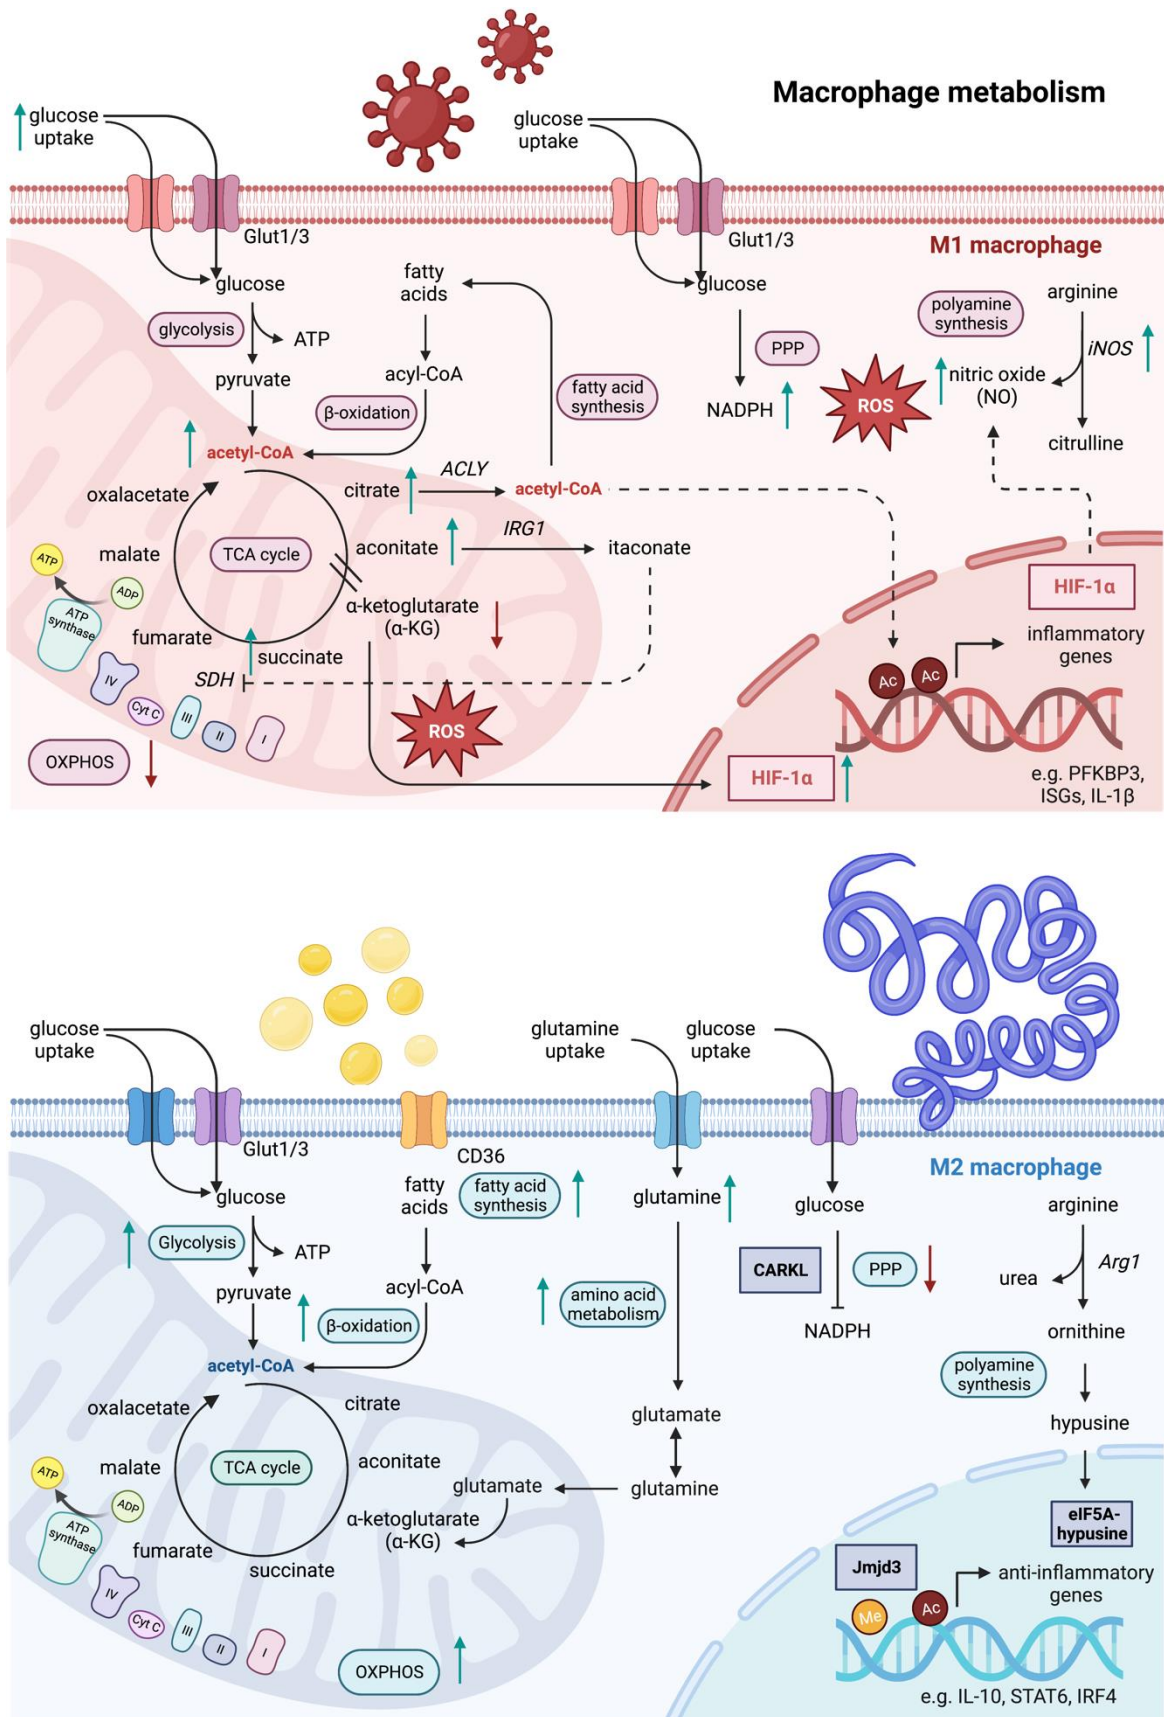 Macrophage metabolism
glucose
uptake
glucose
uptake
Glut1/3
Glut1/3
M1 macrophage
glucose
fatty
acids
glucose
arginine
polyamine
synthesis
glycolysis
ATP
PPP
iNOS
pyruvate
acyl-CoA
fatty acid
synthesis
NADPH
ROS
nitric oxide
(NO)
β-oxidation
citrulline
acetyl-CoA
oxalacetate
citrate
ACLY
acetyl-CoA
malate
TCA cycle
aconitate
IRG1
itaconate
HIF-1α
ATP
ADP
ATP
synthase
α-ketoglutarate
(α-KG)
fumarate
succinate
SDH
inflammatory
genes
IV
Cyt C
III
II
I
Ac
Ac
ROS
OXPHOS
HIF-1α
e.g. PFKBP3,
ISGs, IL-1β
glucose
uptake
glutamine
uptake
glucose
uptake
Glut1/3
CD36
M2 macrophage
glucose
fatty
acids
fatty acid
synthesis
glutamine
glucose
arginine
Glycolysis
ATP
CARKL
PPP
urea
Arg1
pyruvate
acyl-CoA
amino acid
metabolism
β-oxidation
NADPH
ornithine
acetyl-CoA
polyamine
synthesis
oxalacetate
citrate
glutamate
hypusine
malate
TCA cycle
aconitate
glutamate
glutamine
ATP
ADP
ATP
synthase
α-ketoglutarate
(α-KG)
eIF5A-
hypusine
fumarate
succinate
Jmjd3
anti-inflammatory
genes
IV
Cyt C
III
II
I
Me
Ac
OXPHOS
e.g. IL-10, STAT6, IRF4